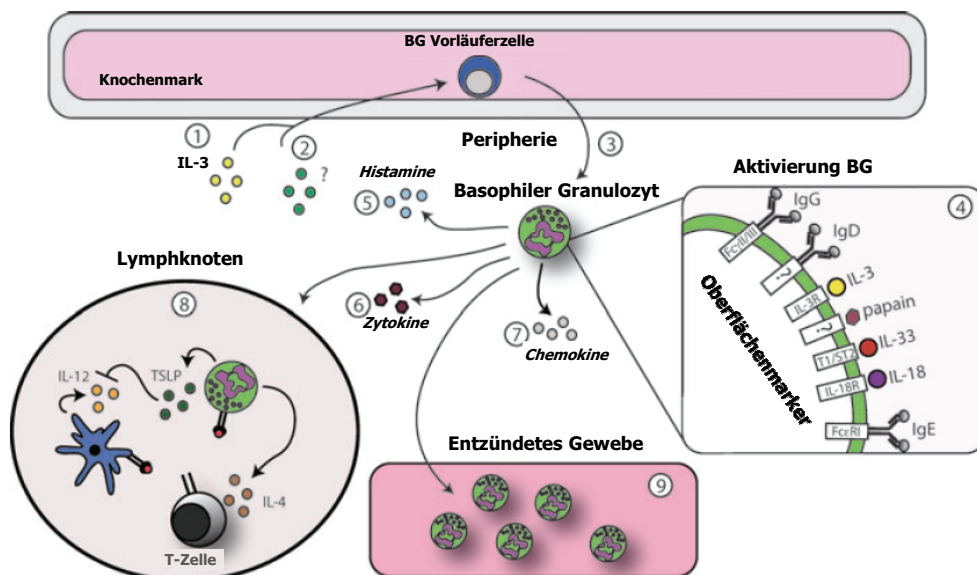 BG Vorläuferzelle
Knochenmark
1
2
3
IL-3
?
Peripherie
Histamine
5
Basophiler Granulozyt
Aktivierung BG
4
IgG
FcγII/III
IgD
?
IL-3
IL-3R
papain
?
IL-33
T1/ST2
IL-18
IL-18R
IgE
FcεRI
Oberflächenmarker
Lymphknoten
8
6
Zytokine
7
Chemokine
IL-12
TSLP
IL-4
T-Zelle
Entzündetes Gewebe
9